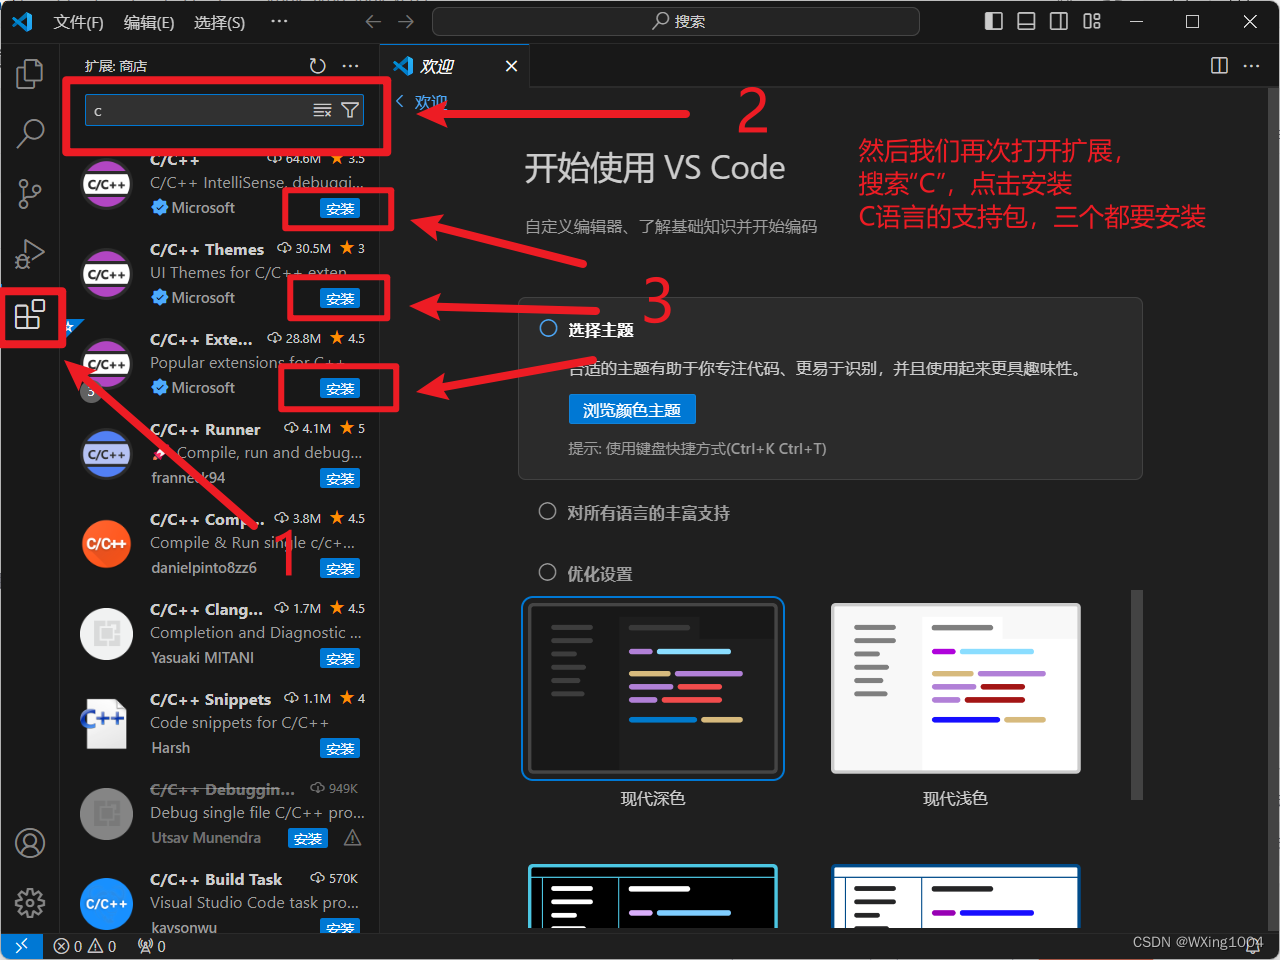 文件(F) 编辑(E) 选择(S) ··· 搜索
扩展: 商店
c
C/C++ 64.6M 3.5
C/C++ IntelliSense, debuggi...
Microsoft 安装
C/C++ Themes 30.5M 3
UI Themes for C/C++ exten
Microsoft 安装
C/C++ Exte... 28.8M 4.5
Popular extensions for C++
Microsoft 安装
3
C/C++ Runner 4.1M 5
Compile, run and debug...
franneck94 安装
C/C++ Comp... 3.8M 4.5
Compile & Run single c/c+...
danielpinto8zz6 安装
C/C++ Clang... 1.7M 4.5
Completion and Diagnostic ...
Yasuaki MITANI 安装
C/C++ Snippets 1.1M 4
Code snippets for C/C++
Harsh 安装
C/C++ Debuggin... 949K
Debug single file C/C++ pro...
Utsav Munendra 安装
C/C++ Build Task 570K
Visual Studio Code task pro...
kaysonwu 安装
C/C++
C/C++
C/C++
C/C++
C/C++
C++
C/C++
欢迎
欢迎
开始使用 VS Code
自定义编辑器、了解基础知识并开始编码
选择主题
合适的主题有助于你专注代码、更易于识别，并且使用起来更具趣味性。
浏览颜色主题
提示: 使用键盘快捷方式(Ctrl+K Ctrl+T)
对所有语言的丰富支持
优化设置
现代深色 现代浅色
1
2
3
然后我们再次打开扩展，
搜索“C”，点击安装
C语言的支持包，三个都要安装
0 0 0
CSDN @WXing1004